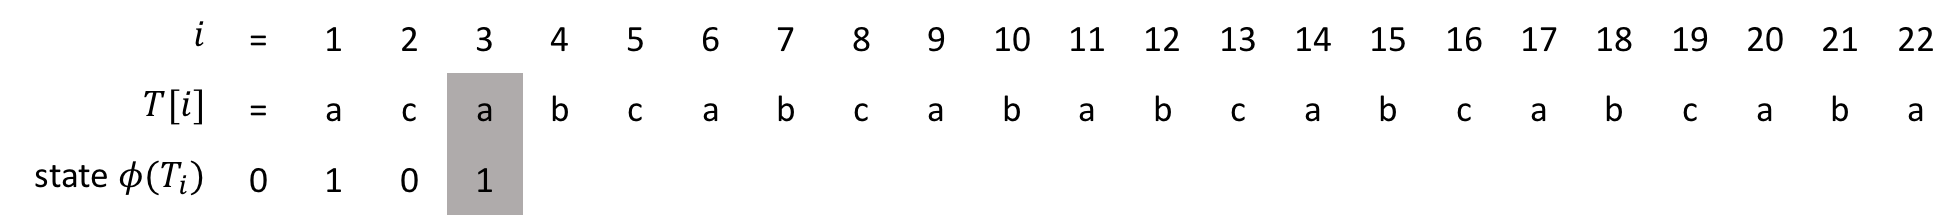 i = 1 2 3 4 5 6 7 8 9 10 11 12 13 14 15 16 17 18 19 20 21 22
T[i] = a c a b c a b c a b a b c a b c a b c a b a
state ϕ(Tᵢ) 0 1 0 1